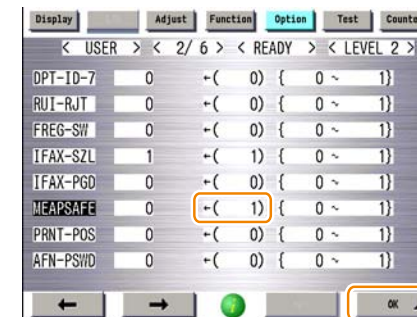 Display Adjust Function Option Test Counte
< USER > < 2/ 6 > < READY > < LEVEL 2 >
DPT-ID-7 0 ←( 0) { 0 ~ 1}
RUI-RJT 0 ←( 0) { 0 ~ 1}
FREG-SW 0 ←( 0) { 0 ~ 1}
IFAX-SZL 1 ←( 1) { 0 ~ 1}
IFAX-PGD 0 ←( 0) { 0 ~ 1}
MEAPSAFE 0 ←( 1) { 0 ~ 1}
PRNT-POS 0 ←( 0) { 0 ~ 1}
AFN-PSWD 0 ←( 0) { 0 ~ 1}
← → i OK